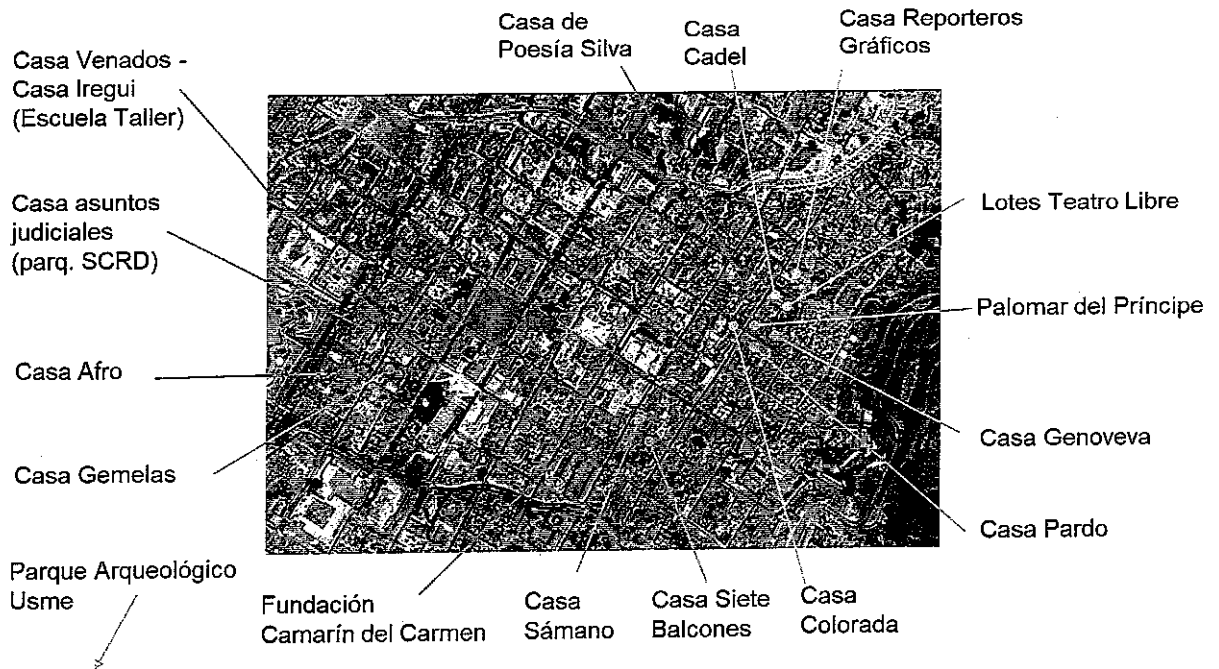 Casa de
Poesía Silva
Casa
Cadel
Casa Reporteros
Gráficos
Casa Venados -
Casa Iregui
(Escuela Taller)
Casa asuntos
judiciales
(parq. SCRD)
Lotes Teatro Libre
Palomar del Príncipe
Casa Afro
Casa Genoveva
Casa Gemelas
Casa Pardo
Parque Arqueológico
Usme
Fundación
Camarín del Carmen
Casa
Sámano
Casa Siete
Balcones
Casa
Colorada